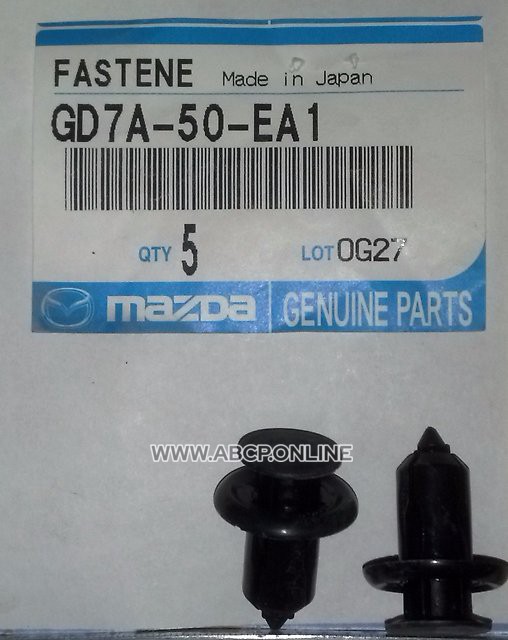 FASTENE Made in Japan
GD7A-50-EA1
QTY 5 LOT 0G27
mazda GENUINE PARTS
WWW.ABCP.ONLINE